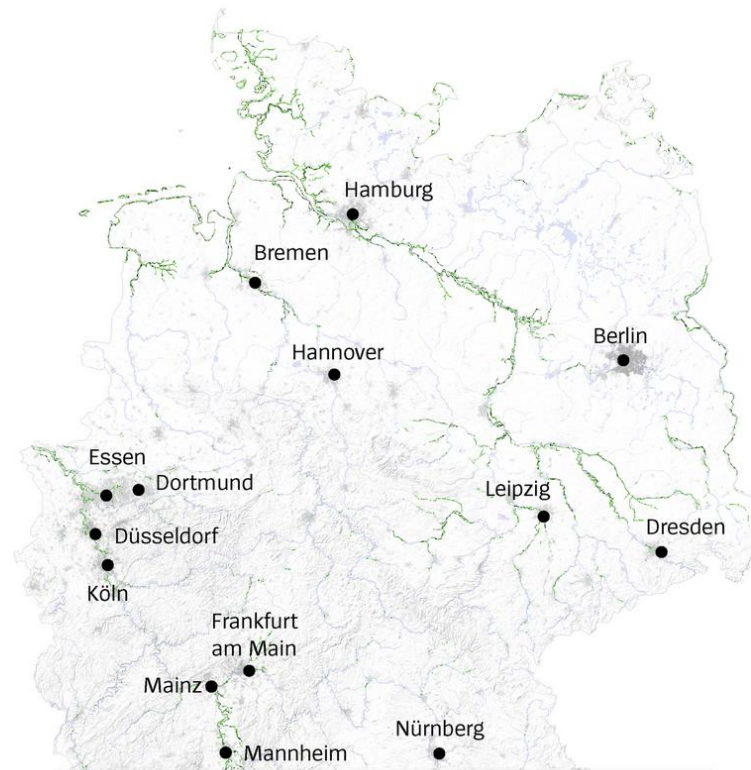 Hamburg
Bremen
Berlin
Hannover
Essen
Dortmund
Leipzig
Düsseldorf
Dresden
Köln
Frankfurt
am Main
Mainz
Nürnberg
Mannheim